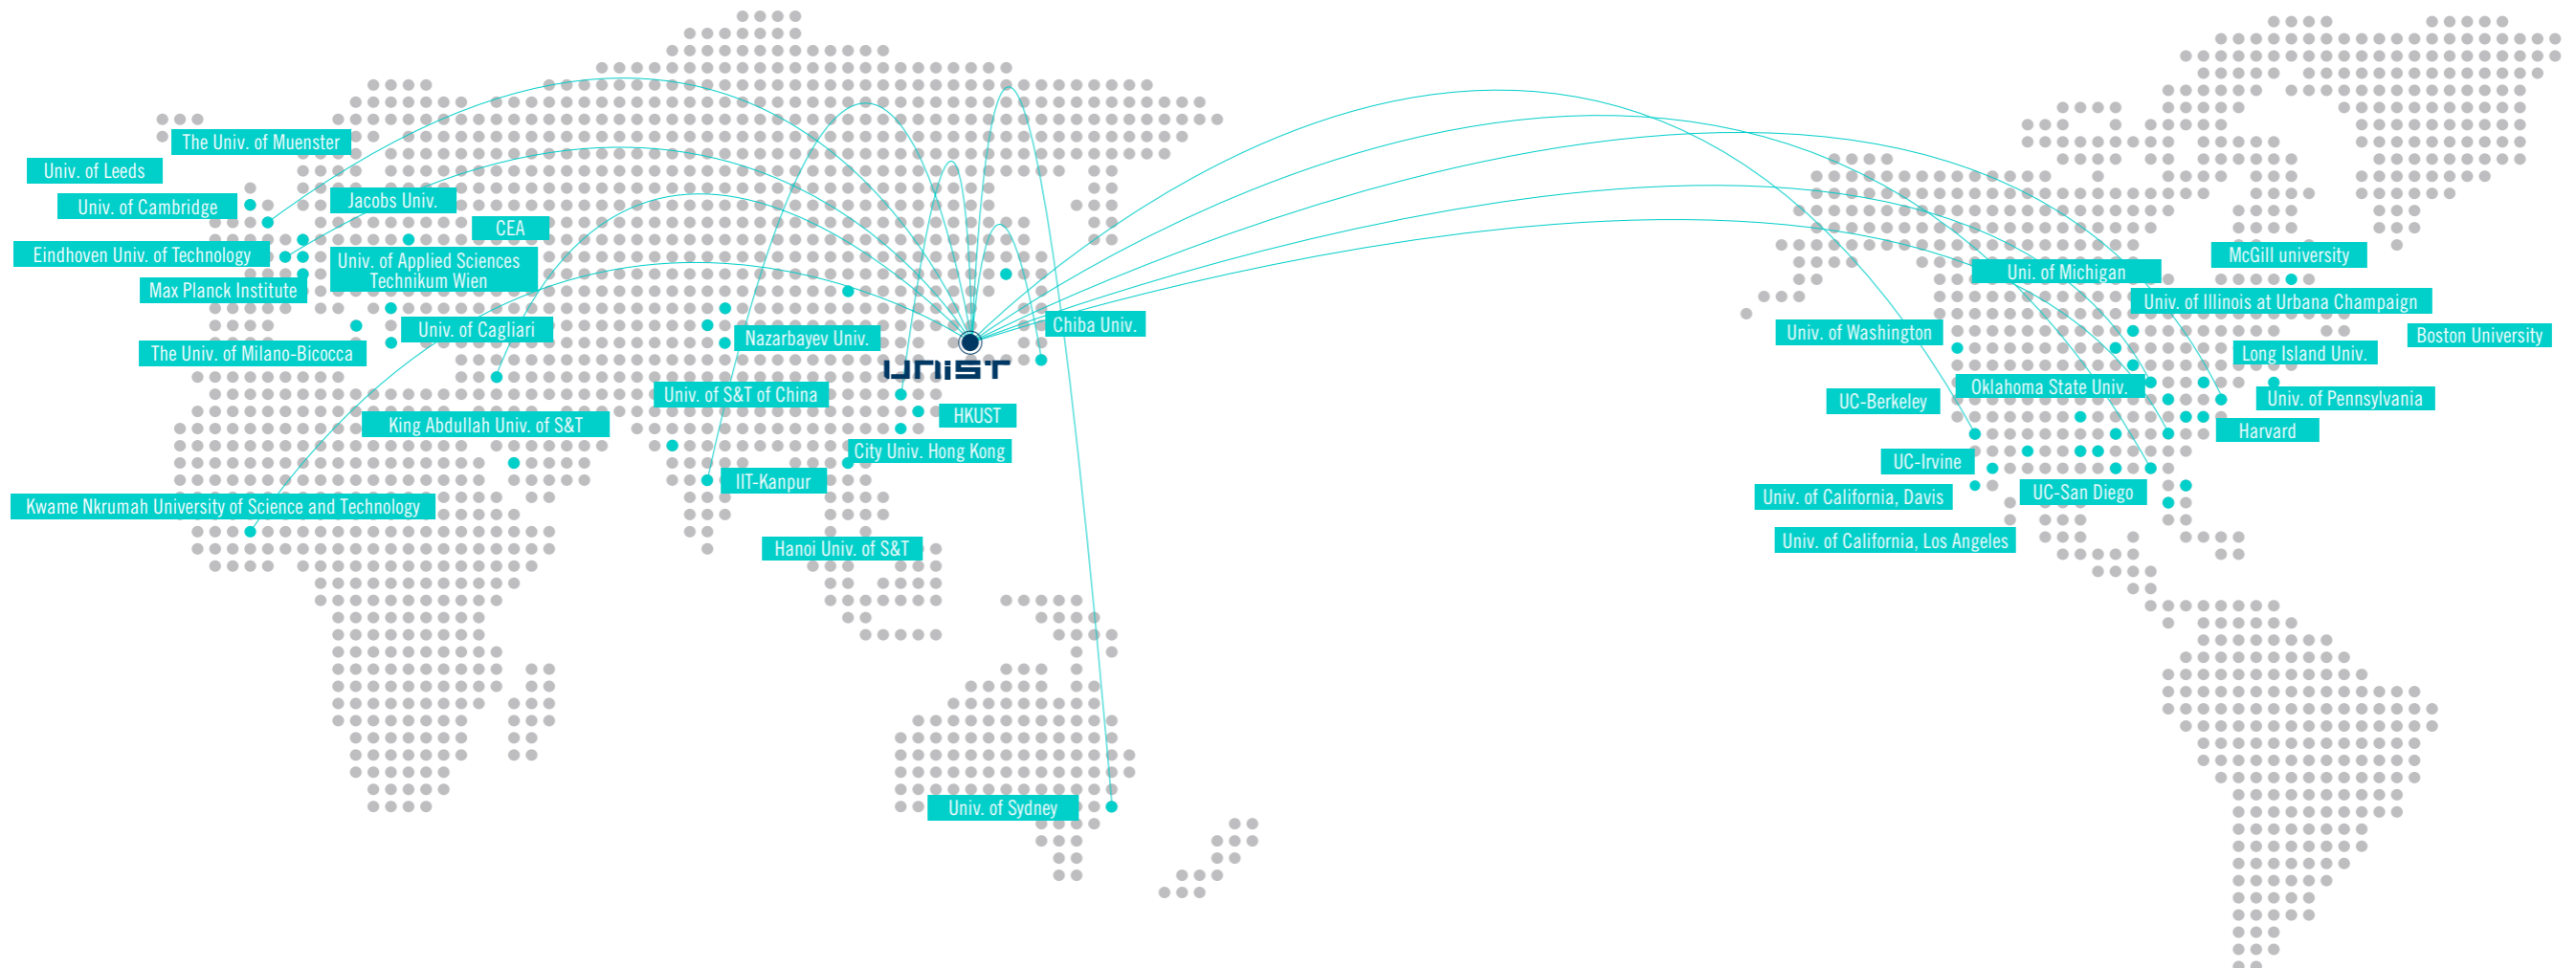 The Univ. of Muenster
Univ. of Leeds
Jacobs Univ.
Univ. of Cambridge
CEA
Eindhoven Univ. of Technology
Univ. of Applied Sciences
Technikum Wien
Max Planck Institute
Univ. of Cagliari
The Univ. of Milano-Bicocca
Nazarbayev Univ.
Chiba Univ.
UNIST
Univ. of S&T of China
King Abdullah Univ. of S&T
HKUST
City Univ. Hong Kong
IIT-Kanpur
Kwame Nkrumah University of Science and Technology
Hanoi Univ. of S&T
Univ. of Sydney
McGill university
Uni. of Michigan
Univ. of Illinois at Urbana Champaign
Univ. of Washington
Boston University
Long Island Univ.
Oklahoma State Univ.
UC-Berkeley
Univ. of Pennsylvania
Harvard
UC-Irvine
Univ. of California, Davis
UC-San Diego
Univ. of California, Los Angeles